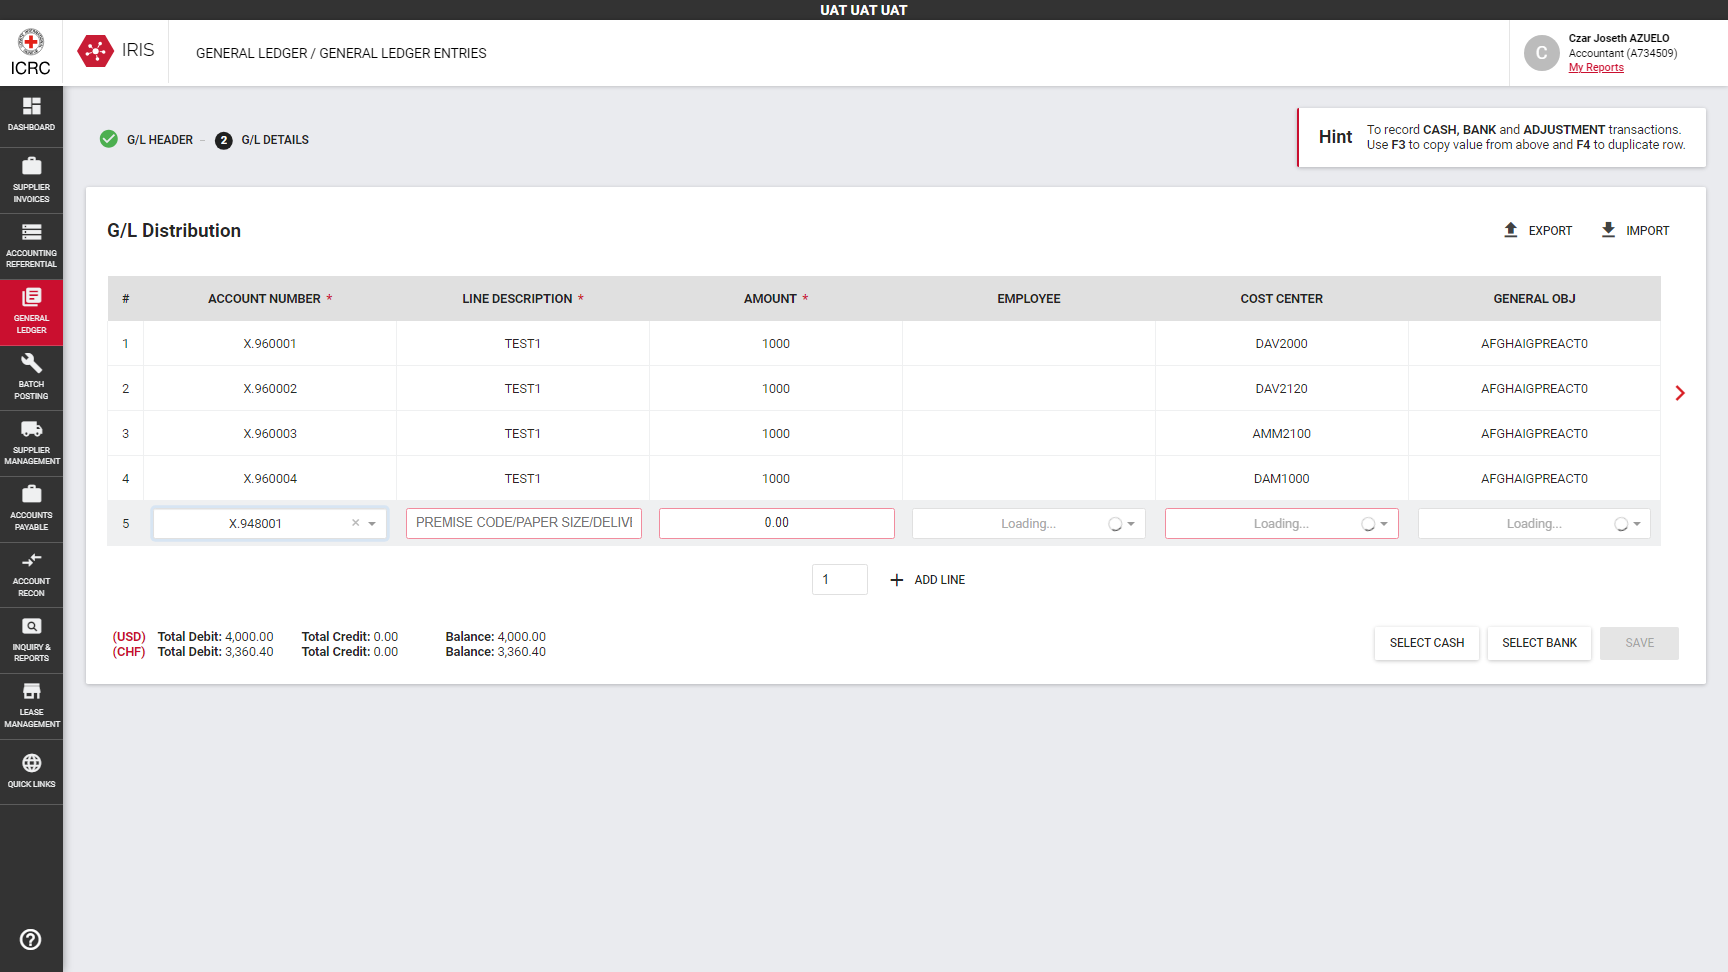 UAT UAT UAT
ICRC
IRIS
GENERAL LEDGER / GENERAL LEDGER ENTRIES
C
Czar Joseth AZUELO
Accountant (A734509)
My Reports
DASHBOARD
SUPPLIER
INVOICES
ACCOUNTING
REFERENTIAL
GENERAL
LEDGER
BATCH
POSTING
SUPPLIER
MANAGEMENT
ACCOUNTS
PAYABLE
ACCOUNT
RECON
INQUIRY &
REPORTS
LEASE
MANAGEMENT
QUICK LINKS
G/L HEADER – 2 G/L DETAILS
Hint
To record CASH, BANK and ADJUSTMENT transactions.
Use F3 to copy value from above and F4 to duplicate row.
G/L Distribution
EXPORT IMPORT
# ACCOUNT NUMBER * LINE DESCRIPTION * AMOUNT * EMPLOYEE COST CENTER GENERAL OBJ
1 X.960001 TEST1 1000 DAV2000 AFGHAIGPREACT0
2 X.960002 TEST1 1000 DAV2120 AFGHAIGPREACT0
3 X.960003 TEST1 1000 AMM2100 AFGHAIGPREACT0
4 X.960004 TEST1 1000 DAM1000 AFGHAIGPREACT0
5 X.948001 × PREMISE CODE/PAPER SIZE/DELIVI 0.00 Loading... Loading... Loading...
1 + ADD LINE
(USD) Total Debit: 4,000.00 Total Credit: 0.00 Balance: 4,000.00
(CHF) Total Debit: 3,360.40 Total Credit: 0.00 Balance: 3,360.40
SELECT CASH SELECT BANK SAVE